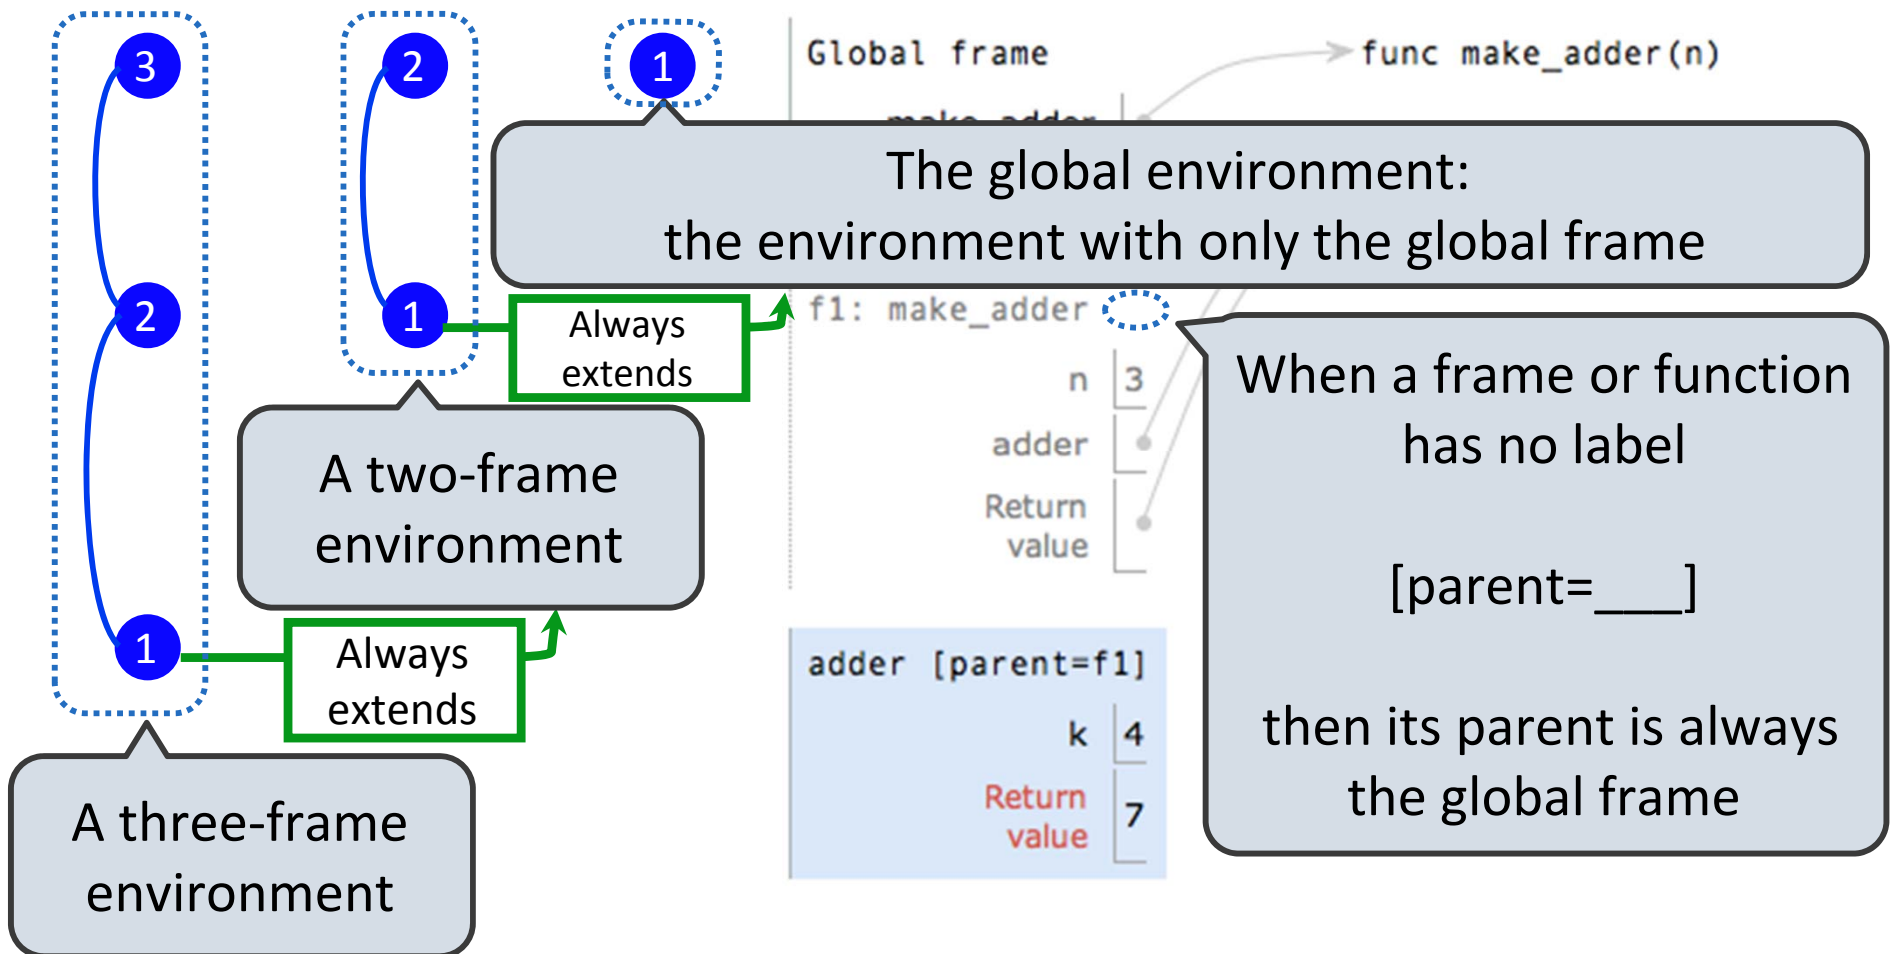 3
2
1
Global frame
func make_adder(n)
make_adder
The global environment:
the environment with only the global frame
2
1
Always
extends
f1: make_adder
n 3
adder
Return
value
When a frame or function
has no label
[parent=___]
then its parent is always
the global frame
A two-frame
environment
1
Always
extends
adder [parent=f1]
k 4
Return
value
7
A three-frame
environment